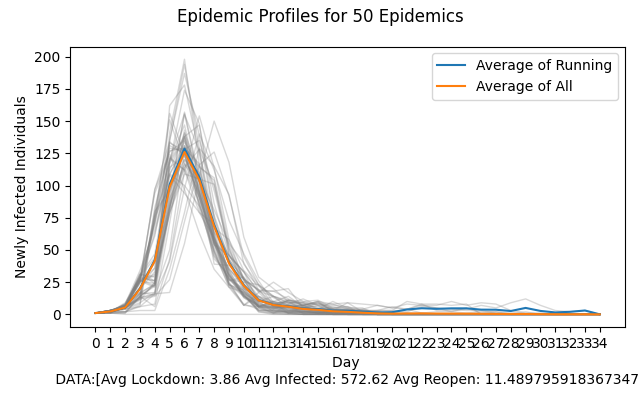 Epidemic Profiles for 50 Epidemics
Average of Running
Average of All
Newly Infected Individuals
200
175
150
125
100
75
50
25
0
0 1 2 3 4 5 6 7 8 9 10 11 12 13 14 15 16 17 18 19 20 21 22 23 24 25 26 27 28 29 30 31 32 33 34
Day
DATA:[Avg Lockdown: 3.86 Avg Infected: 572.62 Avg Reopen: 11.489795918367347